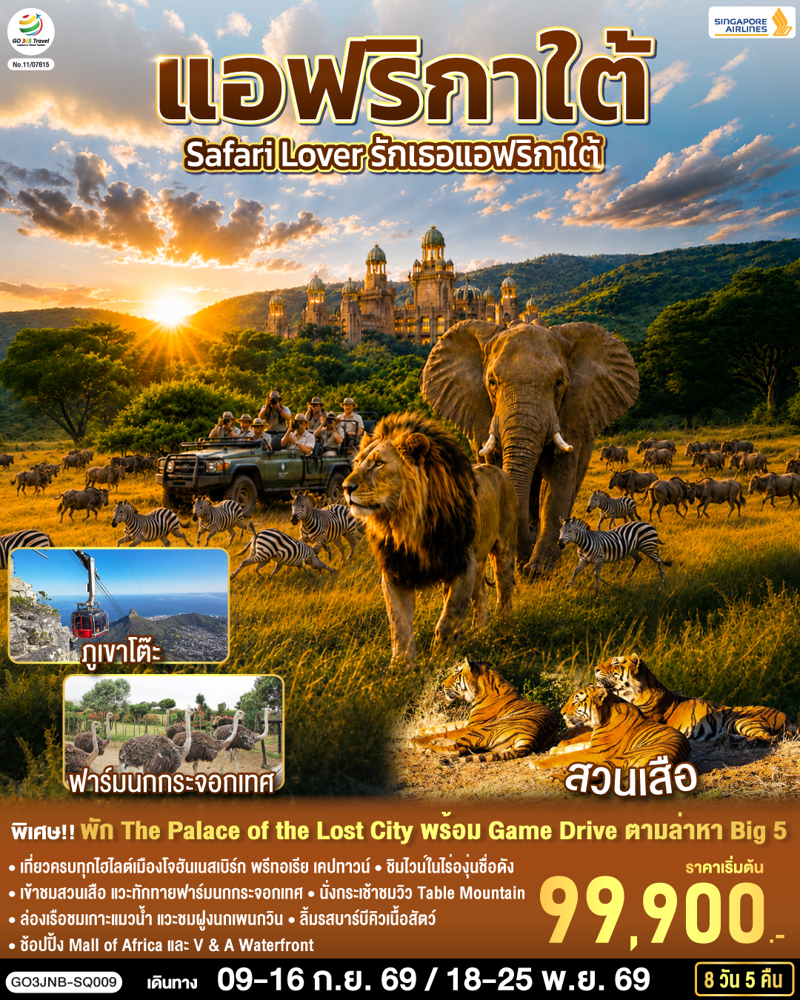 GO 365 Travel
Leaders in Global Tourism
No.11/07615
SINGAPORE
AIRLINES
แอฟริกาใต้
Safari Lover รักเธอแอฟริกาใต้
ภูเขาโต๊ะ
ฟาร์มนกกระจอกเทศ
สวนเสือ
พิเศษ!! พัก The Palace of the Lost City พร้อม Game Drive ตามล่าหา Big 5
• เที่ยวครบทุกไฮไลต์เมืองโจฮันเนสเบิร์ก พรีทอเรีย เคปทาวน์ • ชิมไวน์ในไร่องุ่นชื่อดัง
• เข้าชมสวนเสือ แวะทักทายฟาร์มนกกระจอกเทศ • นั่งกระเช้าชมวิว Table Mountain
• ล่องเรือชมเกาะแมวน้ำ แวะชมฝูงนกเพนกวิน • ลิ้มรสบาร์บีคิวเนื้อสัตว์
• ช้อปปิ้ง Mall of Africa และ V & A Waterfront
ราคาเริ่มต้น
99,900.-
GO3JNB-SQ009
เดินทาง 09-16 ก.ย. 69 / 18-25 พ.ย. 69
8 วัน 5 คืน